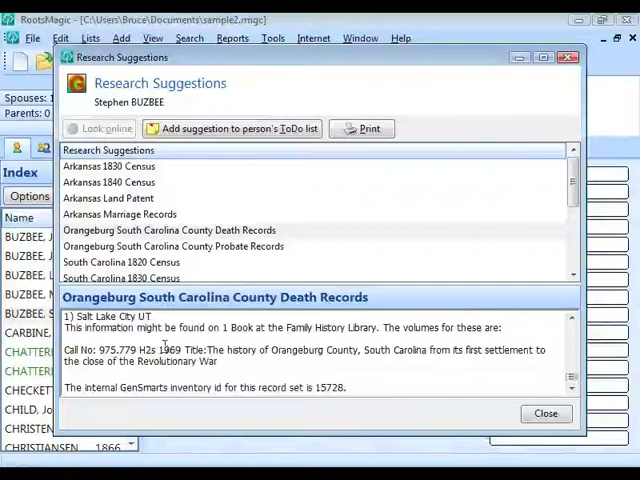 RootsMagic - [C:\Users\Bruce\Documents\sample2.rmgc]
File Edit Lists Add View Search Reports Tools Internet Window Help
Research Suggestions
Research Suggestions
Stephen BUZBEE
Look online Add suggestion to person's ToDo list Print
Research Suggestions
Arkansas 1830 Census
Arkansas 1840 Census
Arkansas Land Patent
Arkansas Marriage Records
Orangeburg South Carolina County Death Records
Orangeburg South Carolina County Probate Records
South Carolina 1820 Census
South Carolina 1830 Census
Orangeburg South Carolina County Death Records
1) Salt Lake City UT
This information might be found on 1 Book at the Family History Library. The volumes for these are:
Call No: 975.779 H2s 1969 Title:The history of Orangeburg County, South Carolina from its first settlement to
the close of the Revolutionary War
The internal GenSmarts inventory id for this record set is 15728.
Close
Spouses: 1
Parents: 0
Index
Options
Name
BUZBEE, J
BUZBEE, J
BUZBEE, M
BUZBEE, M
BUZBEE, S
CARBINE,
CHATTER
CHATTER
CHECKETT
CHILD, Jo
CHRISTEN
CHRISTIANSEN 1866